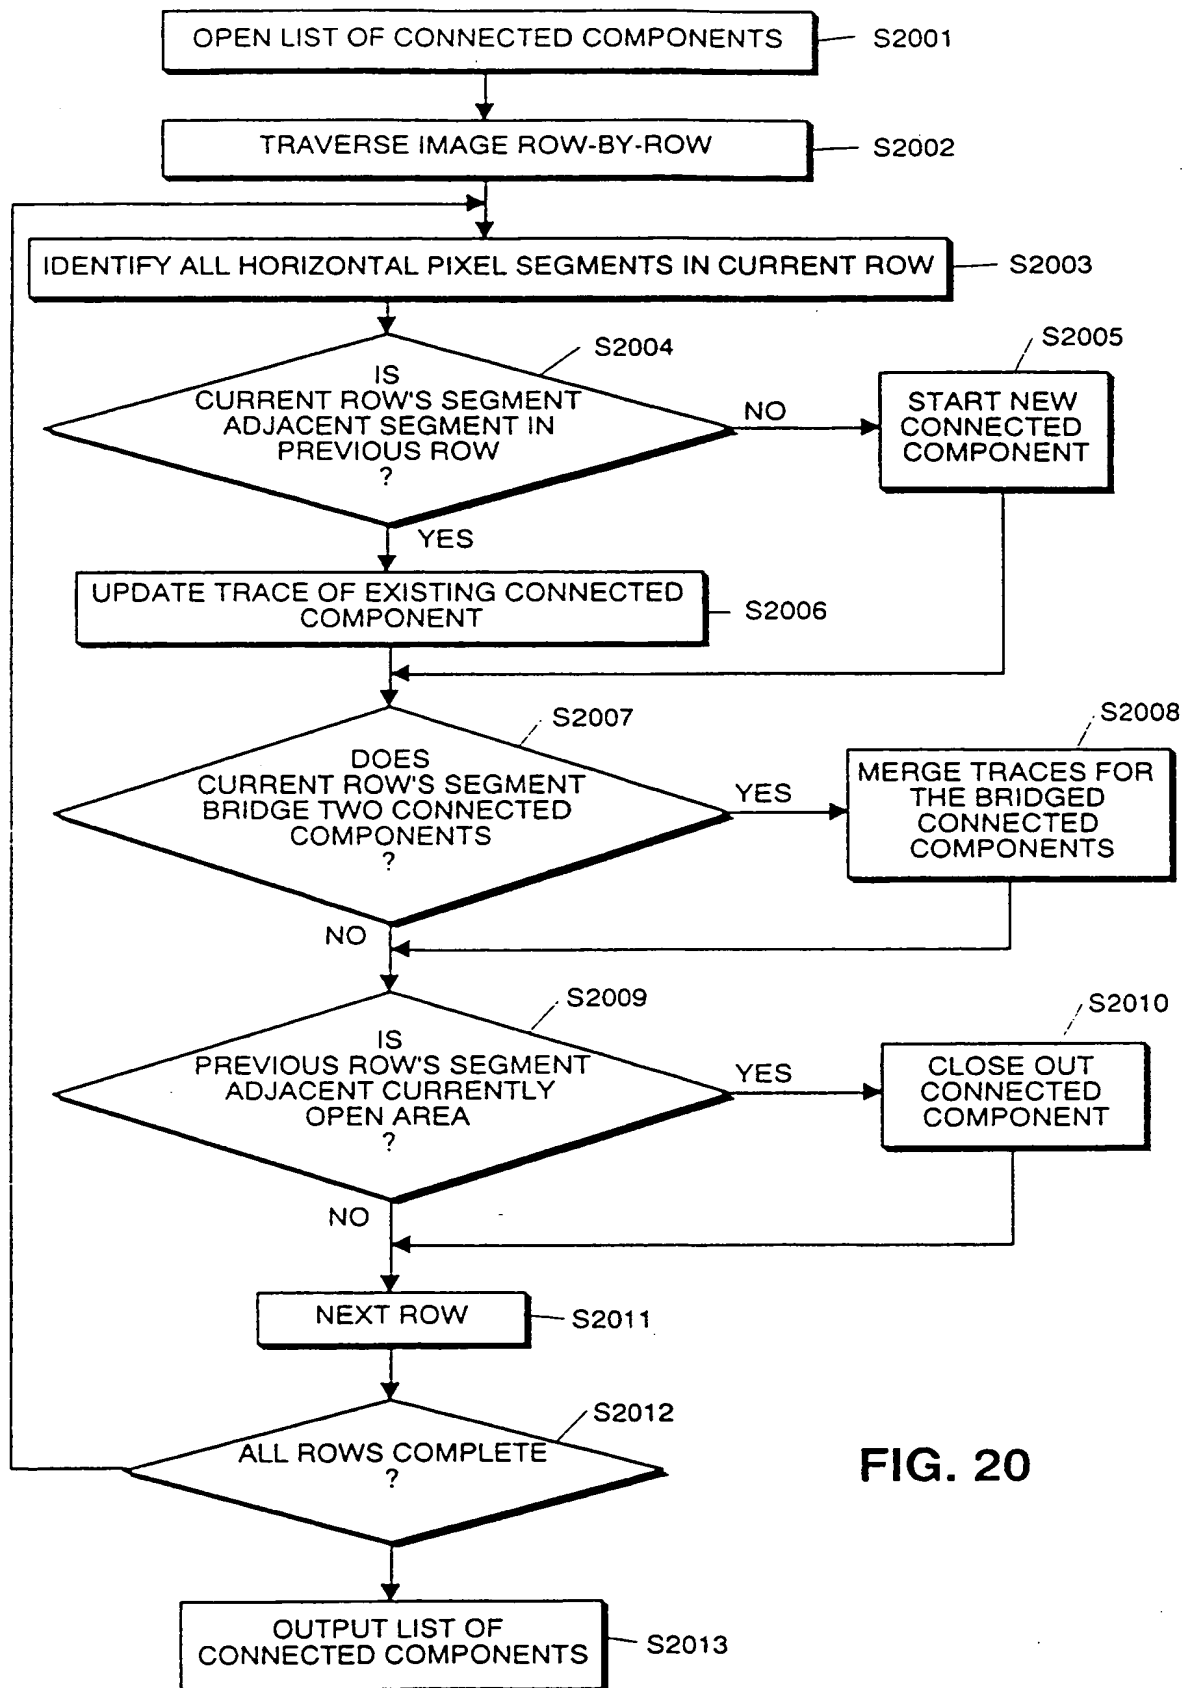 OPEN LIST OF CONNECTED COMPONENTS
S2001
TRAVERSE IMAGE ROW-BY-ROW
S2002
IDENTIFY ALL HORIZONTAL PIXEL SEGMENTS IN CURRENT ROW
S2003
S2004
IS
CURRENT ROW'S SEGMENT
ADJACENT SEGMENT IN
PREVIOUS ROW
?
NO
S2005
START NEW
CONNECTED
COMPONENT
YES
UPDATE TRACE OF EXISTING CONNECTED
COMPONENT
S2006
S2007
DOES
CURRENT ROW'S SEGMENT
BRIDGE TWO CONNECTED
COMPONENTS
?
YES
S2008
MERGE TRACES FOR
THE BRIDGED
CONNECTED
COMPONENTS
NO
S2009
IS
PREVIOUS ROW'S SEGMENT
ADJACENT CURRENTLY
OPEN AREA
?
YES
S2010
CLOSE OUT
CONNECTED
COMPONENT
NO
NEXT ROW
S2011
S2012
ALL ROWS COMPLETE
?
FIG. 20
OUTPUT LIST OF
CONNECTED COMPONENTS
S2013